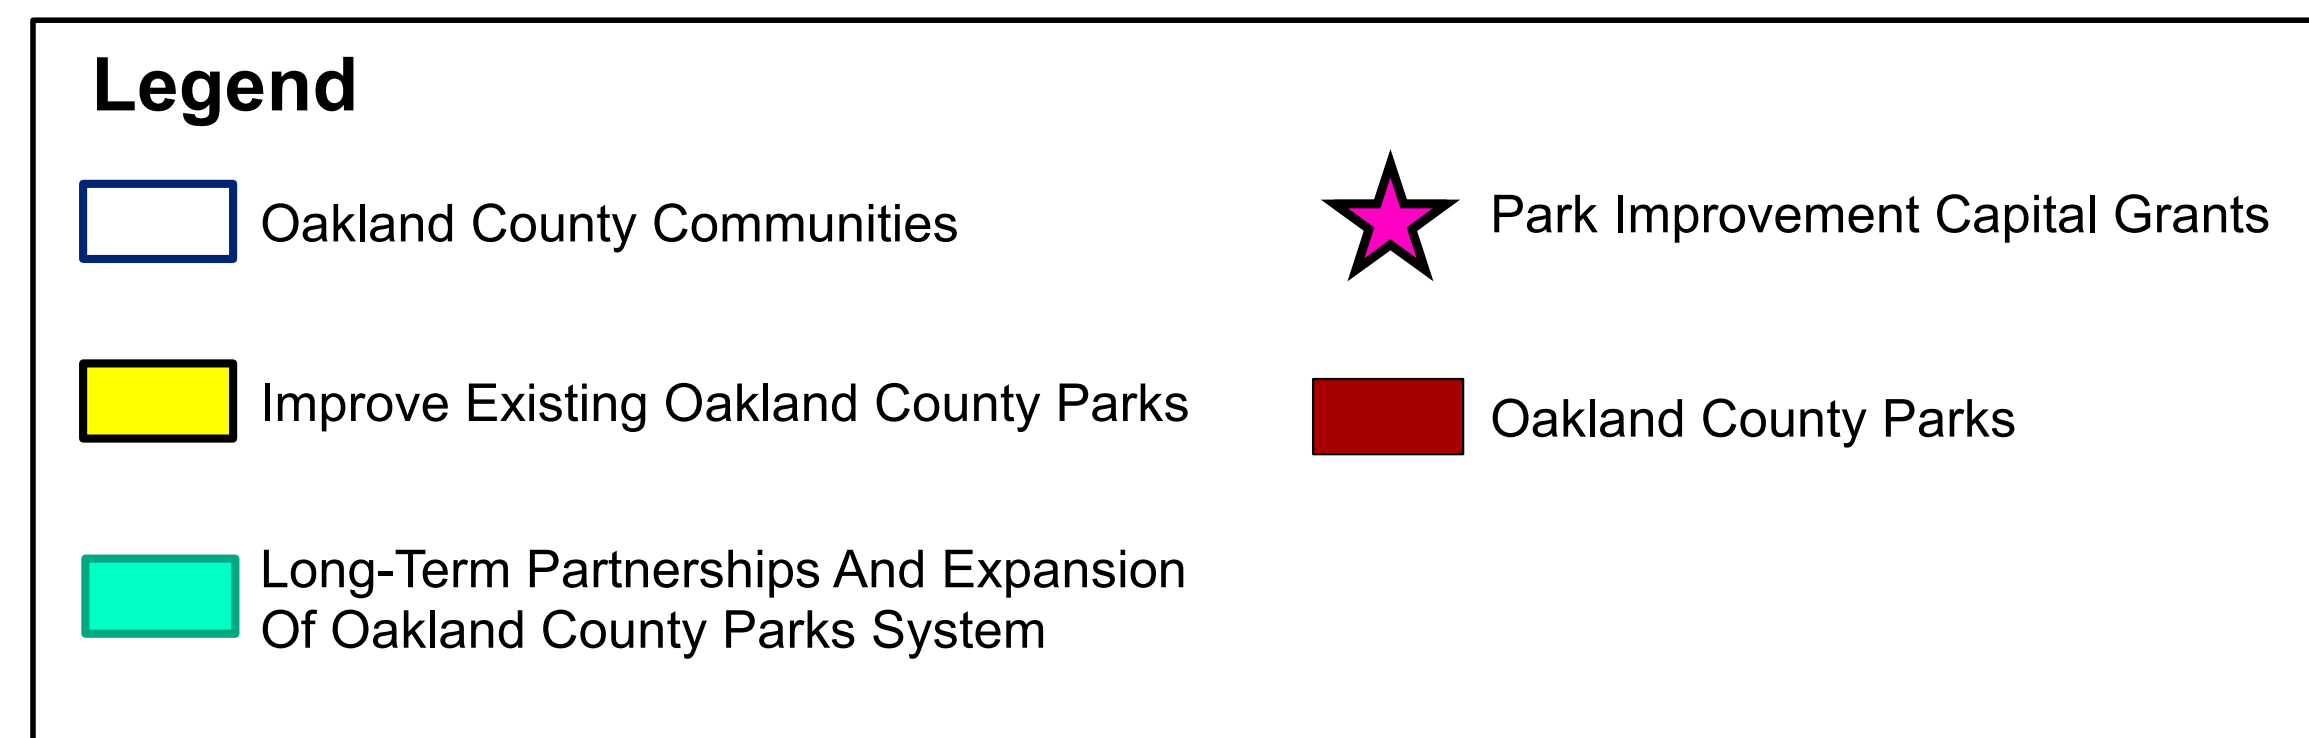 Legend
Oakland County Communities
Improve Existing Oakland County Parks
Long-Term Partnerships And Expansion
Of Oakland County Parks System
Park Improvement Capital Grants
Oakland County Parks